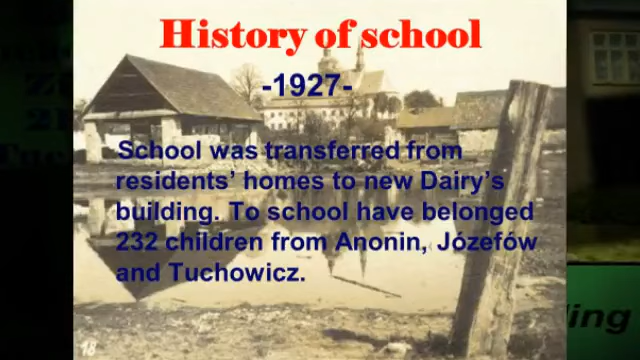 History of school
-1927-
School was transferred from
residents' homes to new Dairy's
building. To school have belonged
232 children from Anonin, Józefów
and Tuchowicz.
18